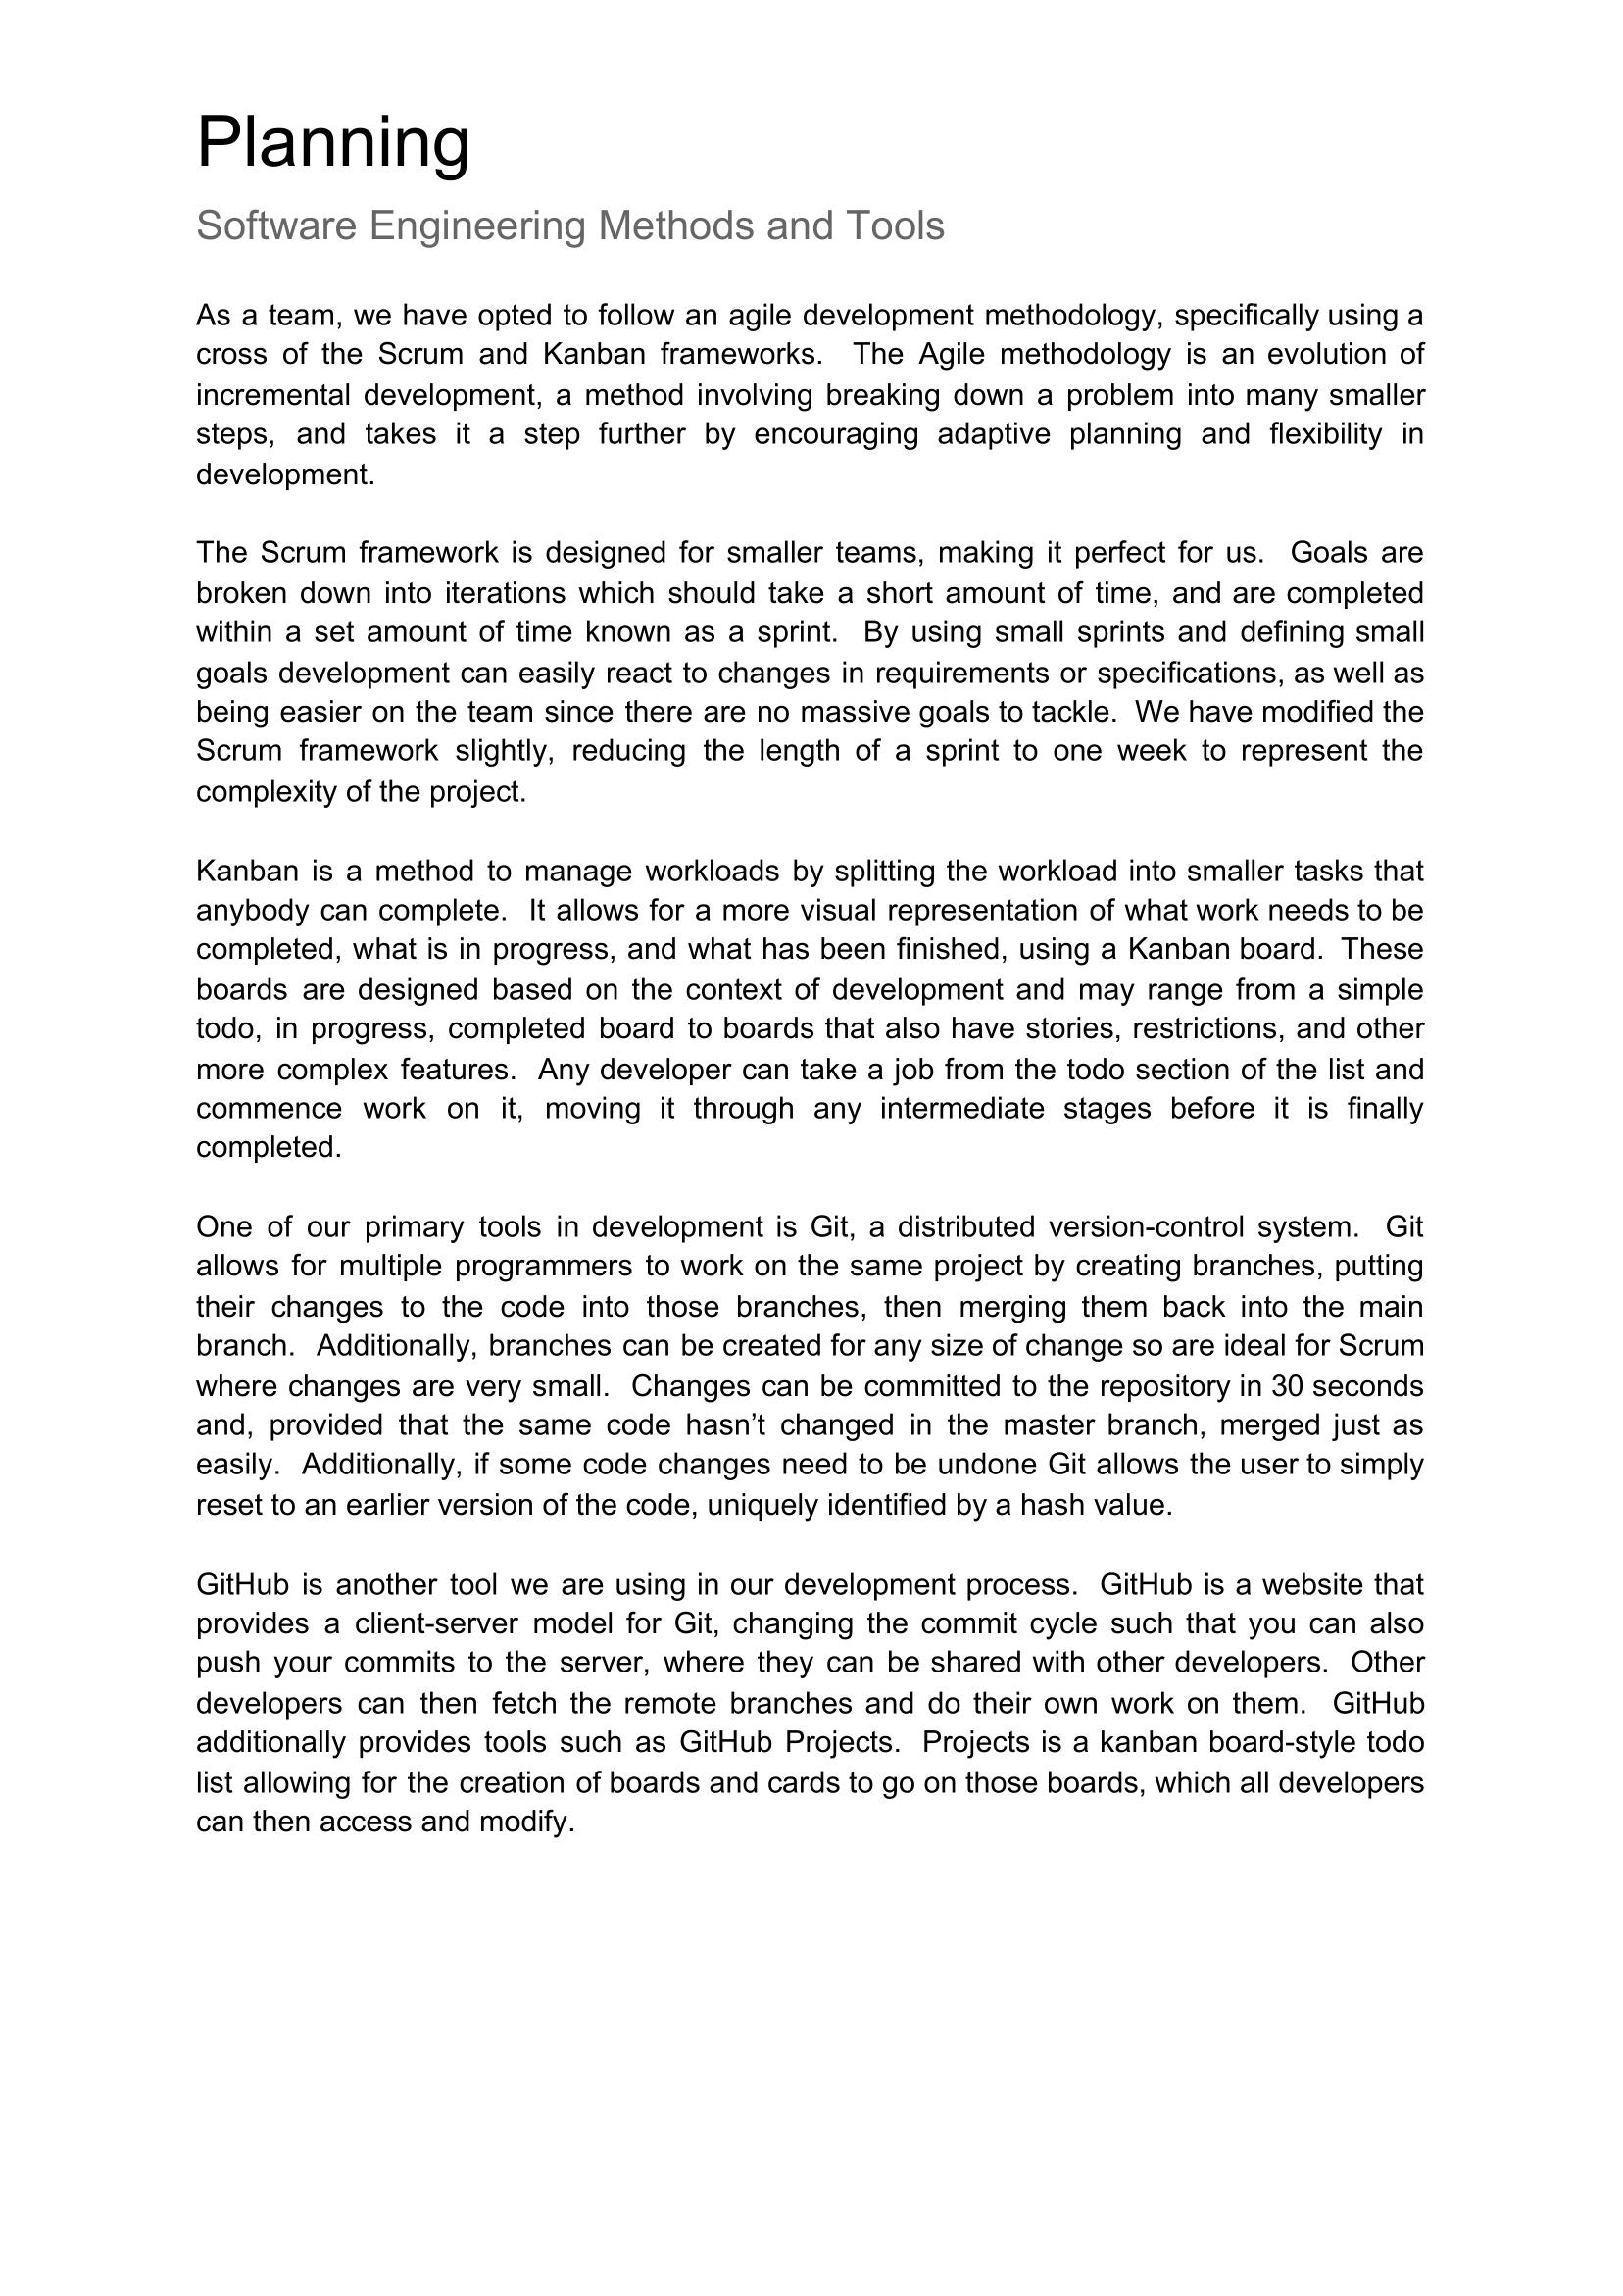 Planning
Software Engineering Methods and Tools
As a team, we have opted to follow an agile development methodology, specifically using a
cross of the Scrum and Kanban frameworks.  The Agile methodology is an evolution of
incremental development, a method involving breaking down a problem into many smaller
steps, and takes it a step further by encouraging adaptive planning and flexibility in
development.
The Scrum framework is designed for smaller teams, making it perfect for us.  Goals are
broken down into iterations which should take a short amount of time, and are completed
within a set amount of time known as a sprint.  By using small sprints and defining small
goals development can easily react to changes in requirements or specifications, as well as
being easier on the team since there are no massive goals to tackle.  We have modified the
Scrum framework slightly, reducing the length of a sprint to one week to represent the
complexity of the project.
Kanban is a method to manage workloads by splitting the workload into smaller tasks that
anybody can complete.  It allows for a more visual representation of what work needs to be
completed, what is in progress, and what has been finished, using a Kanban board.  These
boards are designed based on the context of development and may range from a simple
todo, in progress, completed board to boards that also have stories, restrictions, and other
more complex features.  Any developer can take a job from the todo section of the list and
commence work on it, moving it through any intermediate stages before it is finally
completed.
One of our primary tools in development is Git, a distributed version-control system.  Git
allows for multiple programmers to work on the same project by creating branches, putting
their changes to the code into those branches, then merging them back into the main
branch.  Additionally, branches can be created for any size of change so are ideal for Scrum
where changes are very small.  Changes can be committed to the repository in 30 seconds
and, provided that the same code hasn’t changed in the master branch, merged just as
easily.  Additionally, if some code changes need to be undone Git allows the user to simply
reset to an earlier version of the code, uniquely identified by a hash value.
GitHub is another tool we are using in our development process.  GitHub is a website that
provides a client-server model for Git, changing the commit cycle such that you can also
push your commits to the server, where they can be shared with other developers.  Other
developers can then fetch the remote branches and do their own work on them.  GitHub
additionally provides tools such as GitHub Projects.  Projects is a kanban board-style todo
list allowing for the creation of boards and cards to go on those boards, which all developers
can then access and modify.